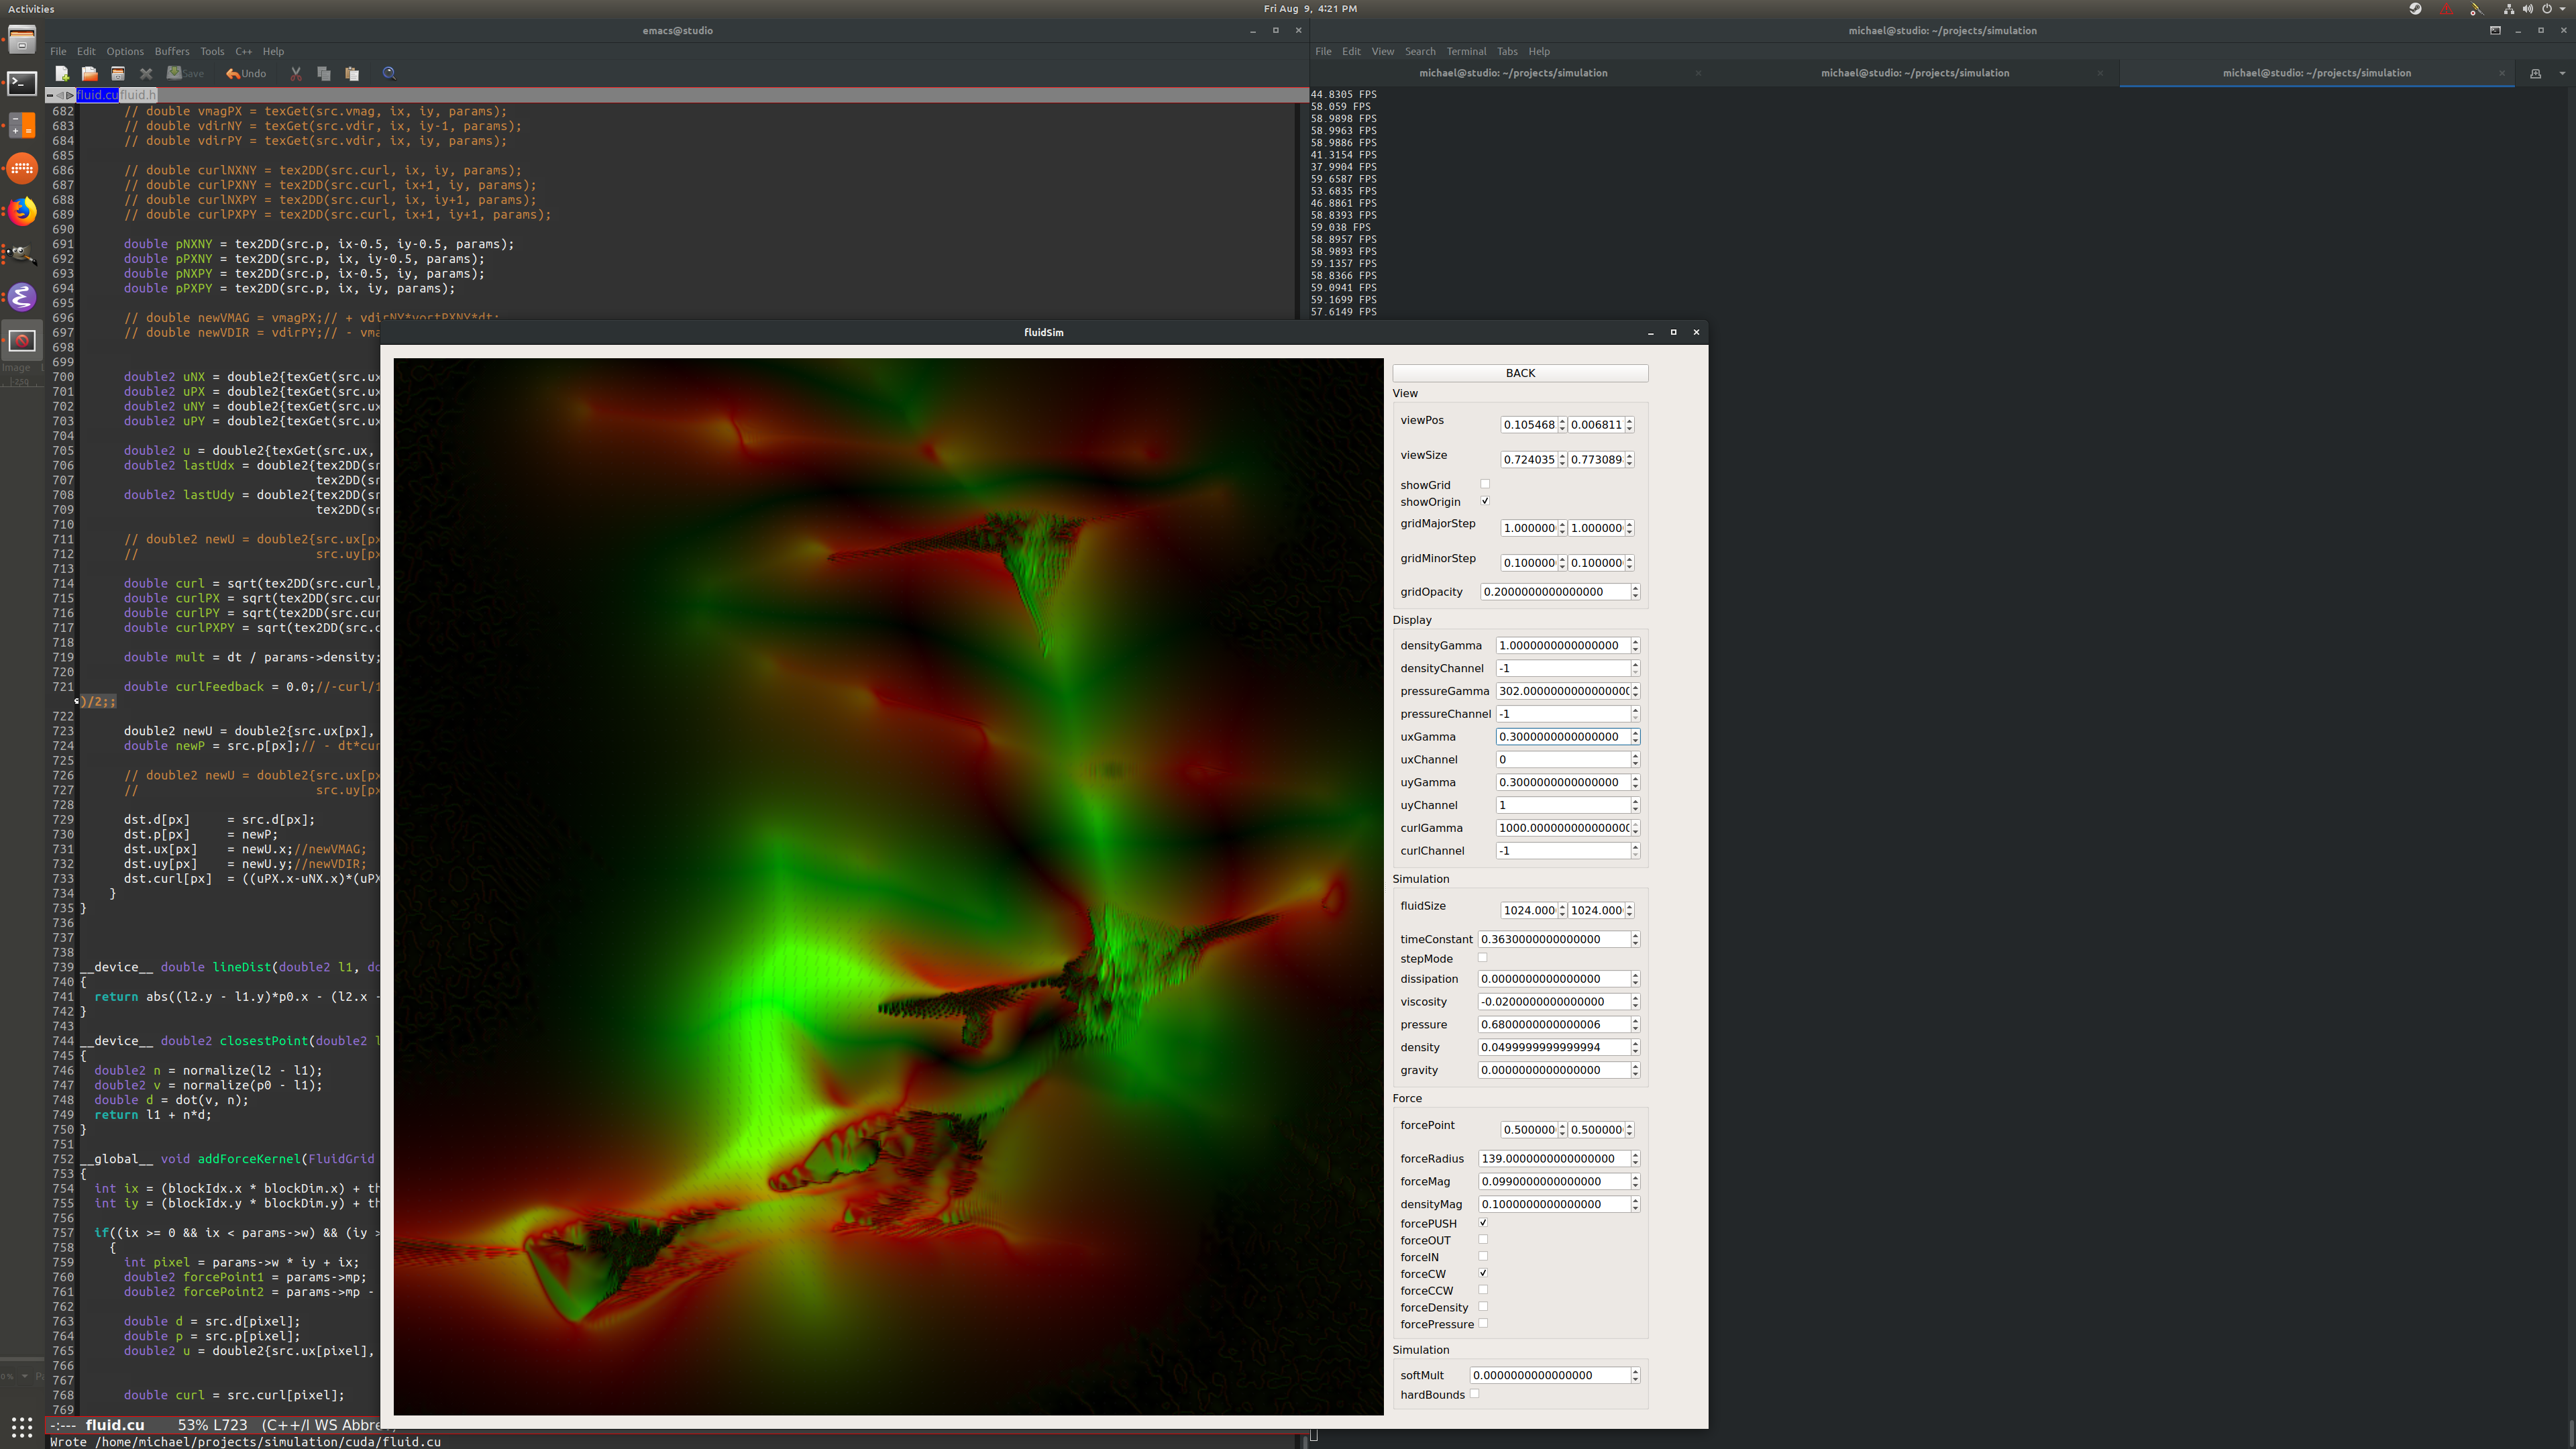 Activities
Fri Aug 9, 4:21 PM
emacs@studio
File Edit Options Buffers Tools C++ Help
Save Undo
fluid.cu fluid.h
682 // double vmagPX = texGet(src.vmag, ix, iy, params);
683 // double vdirNY = texGet(src.vdir, ix, iy-1, params);
684 // double vdirPY = texGet(src.vdir, ix, iy, params);
685
686 // double curlNXNY = tex2DD(src.curl, ix, iy, params);
687 // double curlPXNY = tex2DD(src.curl, ix+1, iy, params);
688 // double curlNXPY = tex2DD(src.curl, ix, iy+1, params);
689 // double curlPXPY = tex2DD(src.curl, ix+1, iy+1, params);
690
691 double pNXNY = tex2DD(src.p, ix-0.5, iy-0.5, params);
692 double pPXNY = tex2DD(src.p, ix, iy-0.5, params);
693 double pNXPY = tex2DD(src.p, ix-0.5, iy, params);
694 double pPXPY = tex2DD(src.p, ix, iy, params);
695
696 // double newVMAG = vmagPX;// + vdirNY*vortPXNY*dt;
697 // double newVDIR = vdirPY;// - vma
698
699
700 double2 uNX = double2{texGet(src.ux
701 double2 uPX = double2{texGet(src.ux
702 double2 uNY = double2{texGet(src.ux
703 double2 uPY = double2{texGet(src.ux
704
705 double2 u = double2{texGet(src.ux,
706 double2 lastUdx = double2{tex2DD(sr
707 tex2DD(sr
708 double2 lastUdy = double2{tex2DD(sr
709 tex2DD(sr
710
711 // double2 newU = double2{src.ux[px
712 // src.uy[px
713
714 double curl = sqrt(tex2DD(src.curl,
715 double curlPX = sqrt(tex2DD(src.cur
716 double curlPY = sqrt(tex2DD(src.cur
717 double curlPXPY = sqrt(tex2DD(src.c
718
719 double mult = dt / params->density;
720
721 double curlFeedback = 0.0;//-curl/1
)/2;;
722
723 double2 newU = double2{src.ux[px],
724 double newP = src.p[px];// - dt*cur
725
726 // double2 newU = double2{src.ux[px
727 // src.uy[px
728
729 dst.d[px] = src.d[px];
730 dst.p[px] = newP;
731 dst.ux[px] = newU.x;//newVMAG;
732 dst.uy[px] = newU.y;//newVDIR;
733 dst.curl[px] = ((uPX.x-uNX.x)*(uPX
734 }
735 }
736
737
738
739 __device__ double lineDist(double2 l1, do
740 {
741 return abs((l2.y - l1.y)*p0.x - (l2.x -
742 }
743
744 __device__ double2 closestPoint(double2 l
745 {
746 double2 n = normalize(l2 - l1);
747 double2 v = normalize(p0 - l1);
748 double d = dot(v, n);
749 return l1 + n*d;
750 }
751
752 __global__ void addForceKernel(FluidGrid
753 {
754 int ix = (blockIdx.x * blockDim.x) + th
755 int iy = (blockIdx.y * blockDim.y) + th
756
757 if((ix >= 0 && ix < params->w) && (iy >
758 {
759 int pixel = params->w * iy + ix;
760 double2 forcePoint1 = params->mp;
761 double2 forcePoint2 = params->mp -
762
763 double d = src.d[pixel];
764 double p = src.p[pixel];
765 double2 u = double2{src.ux[pixel],
766
767
768 double curl = src.curl[pixel];
769
-:--- fluid.cu 53% L723 (C++/l WS Abbre
Wrote /home/michael/projects/simulation/cuda/fluid.cu
michael@studio: ~/projects/simulation
File Edit View Search Terminal Tabs Help
michael@studio: ~/projects/simulation michael@studio: ~/projects/simulation michael@studio: ~/projects/simulation
44.8305 FPS
58.059 FPS
58.9898 FPS
58.9963 FPS
58.9886 FPS
41.3154 FPS
37.9904 FPS
59.6587 FPS
53.6835 FPS
46.8861 FPS
58.8393 FPS
59.038 FPS
58.8957 FPS
58.9893 FPS
59.1357 FPS
58.8366 FPS
59.0941 FPS
59.1699 FPS
57.6149 FPS
fluidSim
BACK
View
viewPos 0.105468 0.006811
viewSize 0.724035 0.773089
showGrid
showOrigin
gridMajorStep 1.000000 1.000000
gridMinorStep 0.100000 0.100000
gridOpacity 0.2000000000000000
Display
densityGamma 1.0000000000000000
densityChannel -1
pressureGamma 302.0000000000000000
pressureChannel -1
uxGamma 0.3000000000000000
uxChannel 0
uyGamma 0.3000000000000000
uyChannel 1
curlGamma 1000.000000000000000
curlChannel -1
Simulation
fluidSize 1024.000 1024.000
timeConstant 0.3630000000000000
stepMode
dissipation 0.0000000000000000
viscosity -0.0200000000000000
pressure 0.6800000000000006
density 0.0499999999999994
gravity 0.0000000000000000
Force
forcePoint 0.500000 0.500000
forceRadius 139.0000000000000000
forceMag 0.0990000000000000
densityMag 0.1000000000000000
forcePUSH
forceOUT
forceIN
forceCW
forceCCW
forceDensity
forcePressure
Simulation
softMult 0.0000000000000000
hardBounds